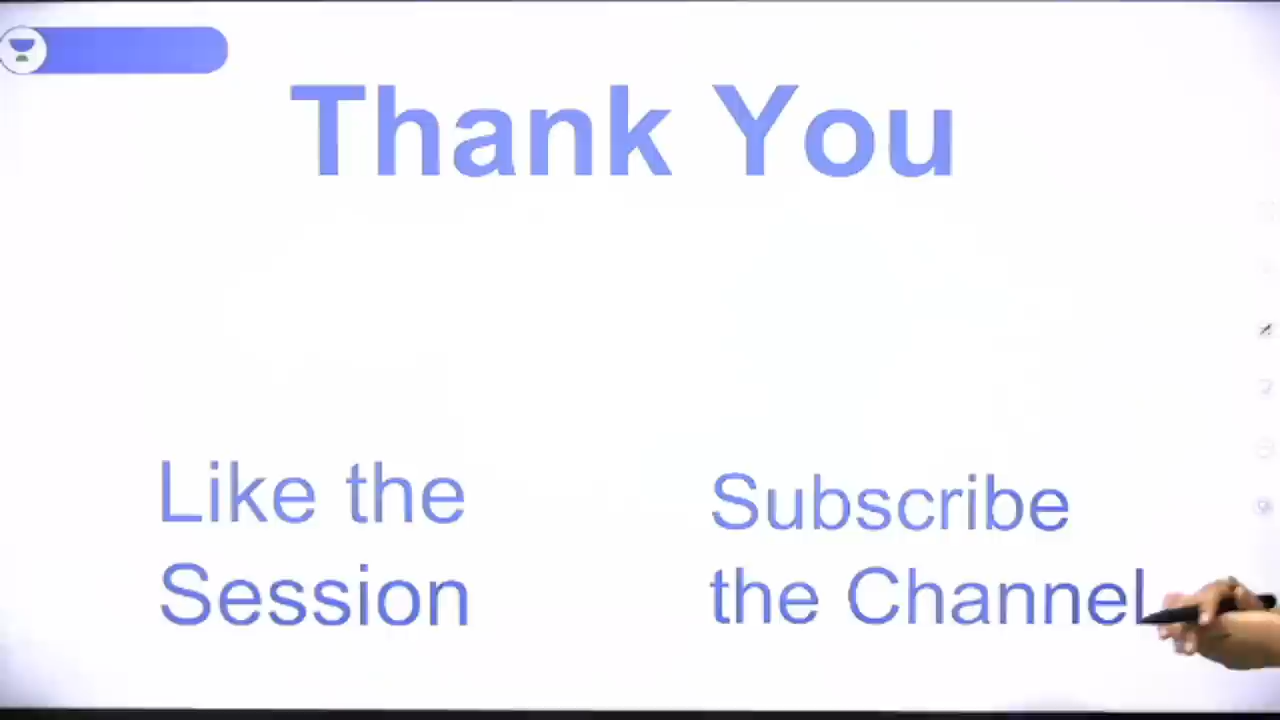 Thank You
Like the
Session
Subscribe
the Channel